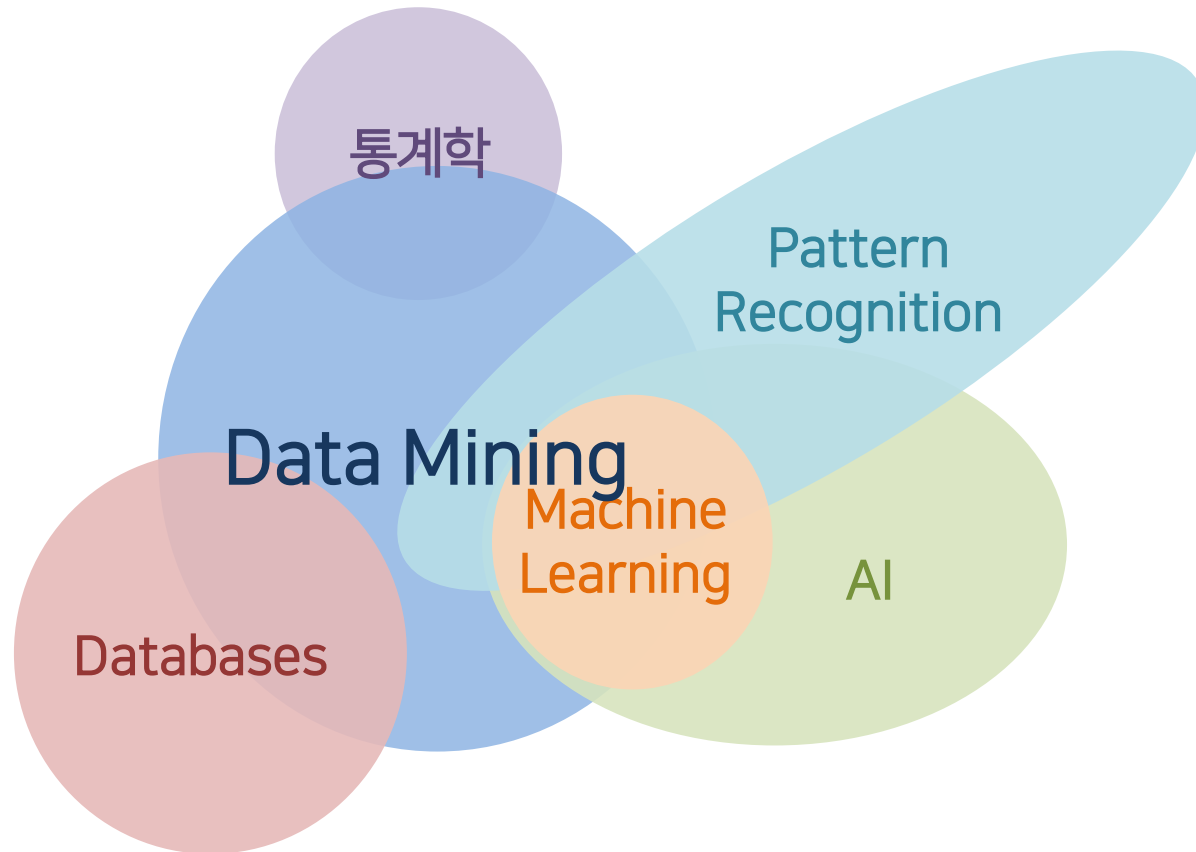 통계학
Pattern
Recognition
Data Mining
Machine
Learning
AI
Databases